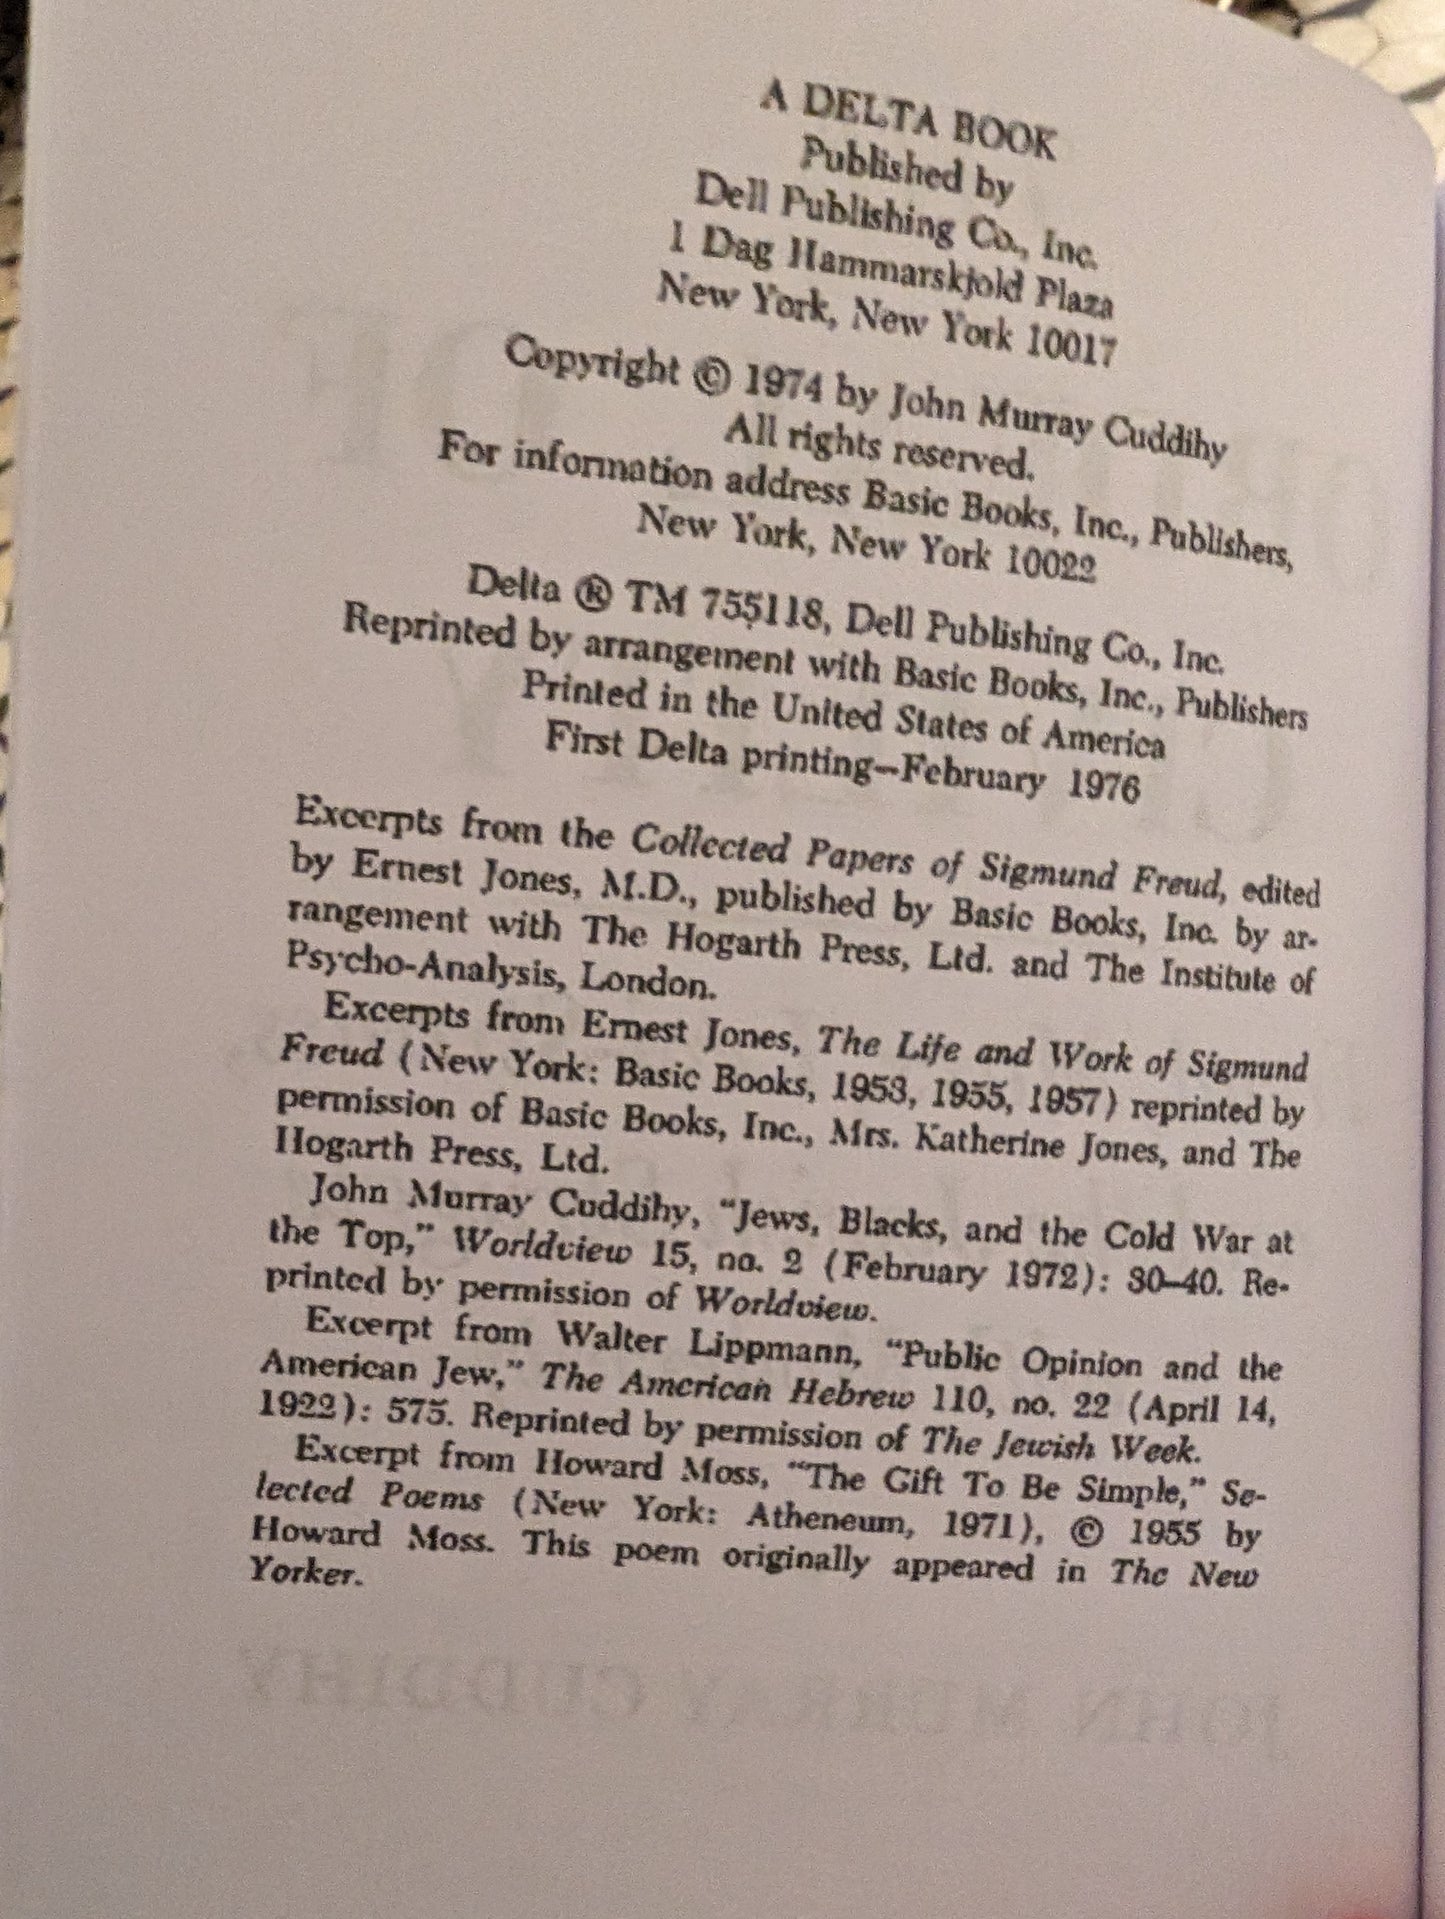 A DELTA BOOK
Published by
Dell Publishing Co., Inc.
1 Dag Hammarskjold Plaza
New York, New York 10017
Copyright © 1974 by John Murray Cuddihy
All rights reserved.
For information address Basic Books, Inc., Publishers,
New York, New York 10022
Delta ® TM 755118, Dell Publishing Co., Inc.
Reprinted by arrangement with Basic Books, Inc., Publishers
Printed in the United States of America
First Delta printing—February 1976
Excerpts from the Collected Papers of Sigmund Freud, edited
by Ernest Jones, M.D., published by Basic Books, Inc. by ar-
rangement with The Hogarth Press, Ltd. and The Institute of
Psycho-Analysis, London.
Excerpts from Ernest Jones, The Life and Work of Sigmund
Freud (New York: Basic Books, 1953, 1955, 1957) reprinted by
permission of Basic Books, Inc., Mrs. Katherine Jones, and The
Hogarth Press, Ltd.
John Murray Cuddihy, "Jews, Blacks, and the Cold War at
the Top," Worldview 15, no. 2 (February 1972): 30–40. Re-
printed by permission of Worldview.
Excerpt from Walter Lippmann, "Public Opinion and the
American Jew," The American Hebrew 110, no. 22 (April 14,
1922): 575. Reprinted by permission of The Jewish Week.
Excerpt from Howard Moss, "The Gift To Be Simple," Se-
lected Poems (New York: Atheneum, 1971), © 1955 by
Howard Moss. This poem originally appeared in The New
Yorker.
JOHN MURRAY CUDDIHY